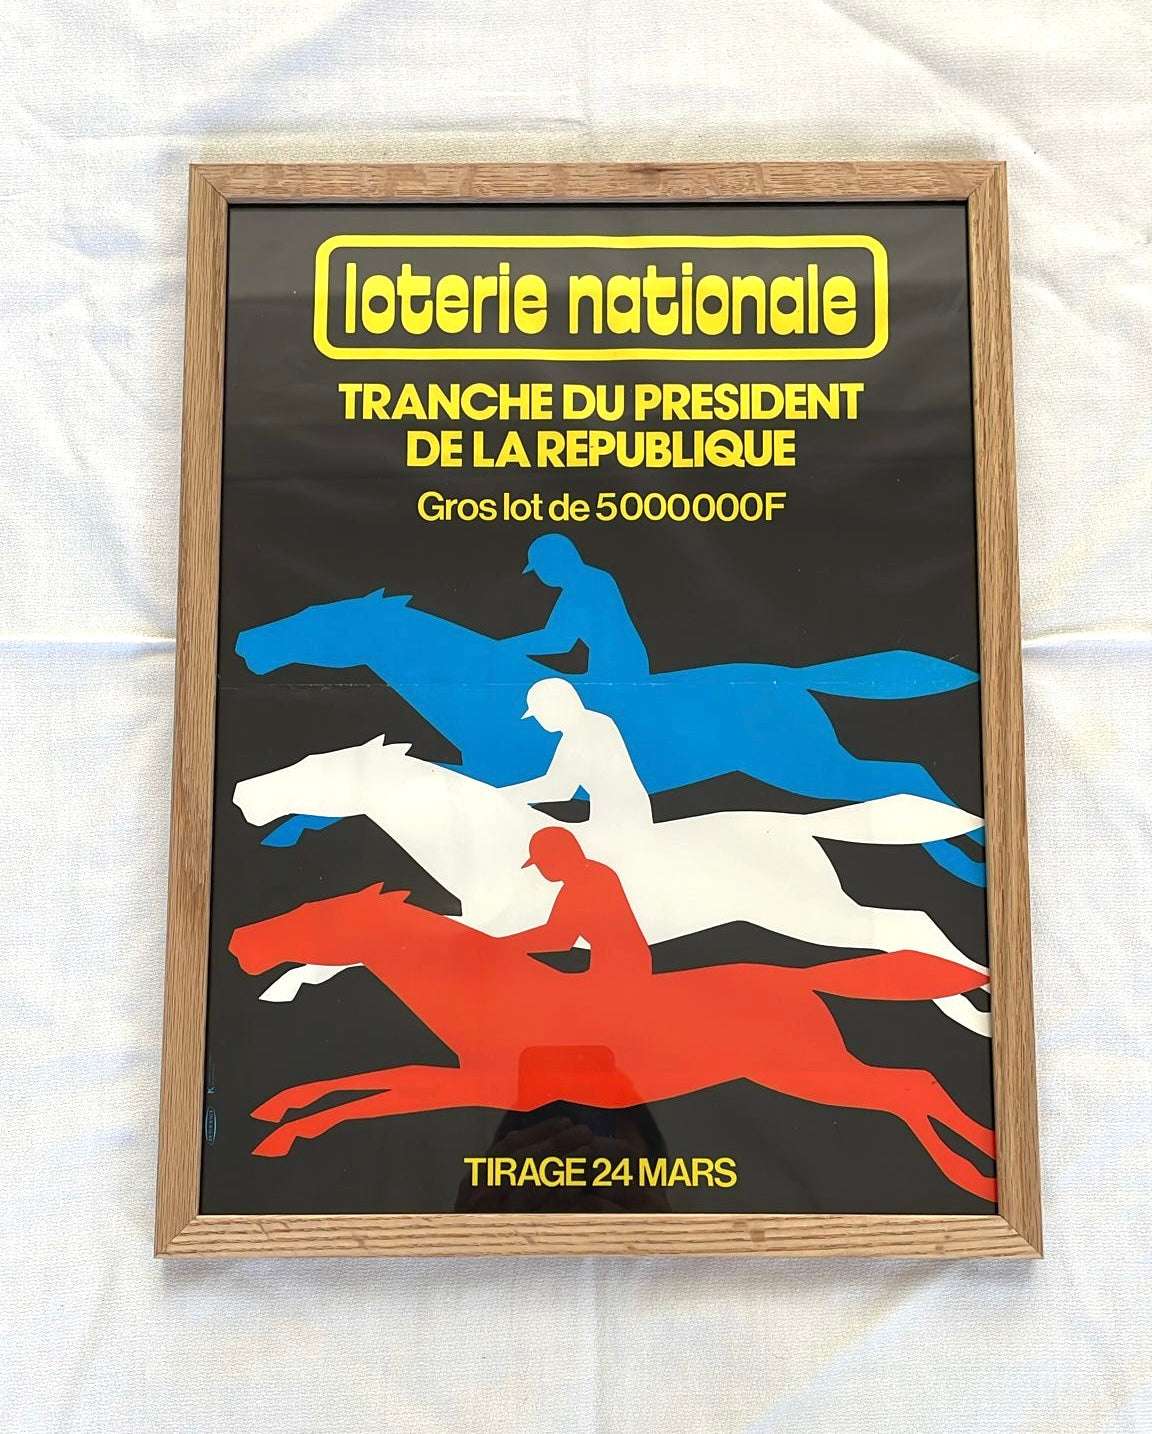 loterie nationale
TRANCHE DU PRESIDENT
DE LA REPUBLIQUE
Gros lot de 5000000F
TIRAGE 24 MARS